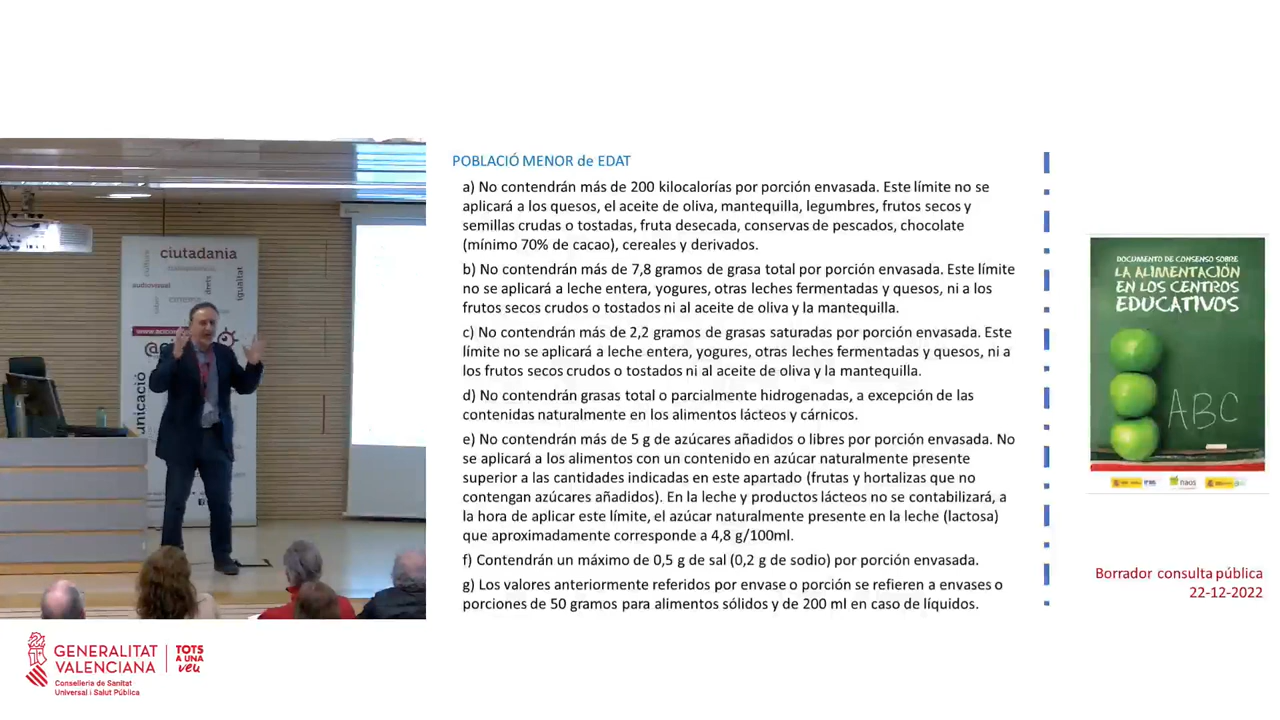 POBLACIÓ MENOR de EDAT
a) No contendrán más de 200 kilocalorías por porción envasada. Este límite no se
aplicará a los quesos, el aceite de oliva, mantequilla, legumbres, frutos secos y
semillas crudas o tostadas, fruta desecada, conservas de pescados, chocolate
(mínimo 70% de cacao), cereales y derivados.
b) No contendrán más de 7,8 gramos de grasa total por porción envasada. Este límite
no se aplicará a leche entera, yogures, otras leches fermentadas y quesos, ni a los
frutos secos crudos o tostados ni al aceite de oliva y la mantequilla.
c) No contendrán más de 2,2 gramos de grasas saturadas por porción envasada. Este
límite no se aplicará a leche entera, yogures, otras leches fermentadas y quesos, ni a
los frutos secos crudos o tostados ni al aceite de oliva y la mantequilla.
d) No contendrán grasas total o parcialmente hidrogenadas, a excepción de las
contenidas naturalmente en los alimentos lácteos y cárnicos.
e) No contendrán más de 5 g de azúcares añadidos o libres por porción envasada. No
se aplicará a los alimentos con un contenido en azúcar naturalmente presente
superior a las cantidades indicadas en este apartado (frutas y hortalizas que no
contengan azúcares añadidos). En la leche y productos lácteos no se contabilizará, a
la hora de aplicar este límite, el azúcar naturalmente presente en la leche (lactosa)
que aproximadamente corresponde a 4,8 g/100ml.
f) Contendrán un máximo de 0,5 g de sal (0,2 g de sodio) por porción envasada.
g) Los valores anteriormente referidos por envase o porción se refieren a envases o
porciones de 50 gramos para alimentos sólidos y de 200 ml en caso de líquidos.
DOCUMENTO DE CONSENSO SOBRE
LA ALIMENTACIÓN
EN LOS CENTROS
EDUCATIVOS
ABC
naos
Borrador consulta pública
22-12-2022
ciutadania
audiovisual
drets
igualtat
GENERALITAT
VALENCIANA
Conselleria de Sanitat
Universal i Salut Pública
TOTS
A UNA
veu